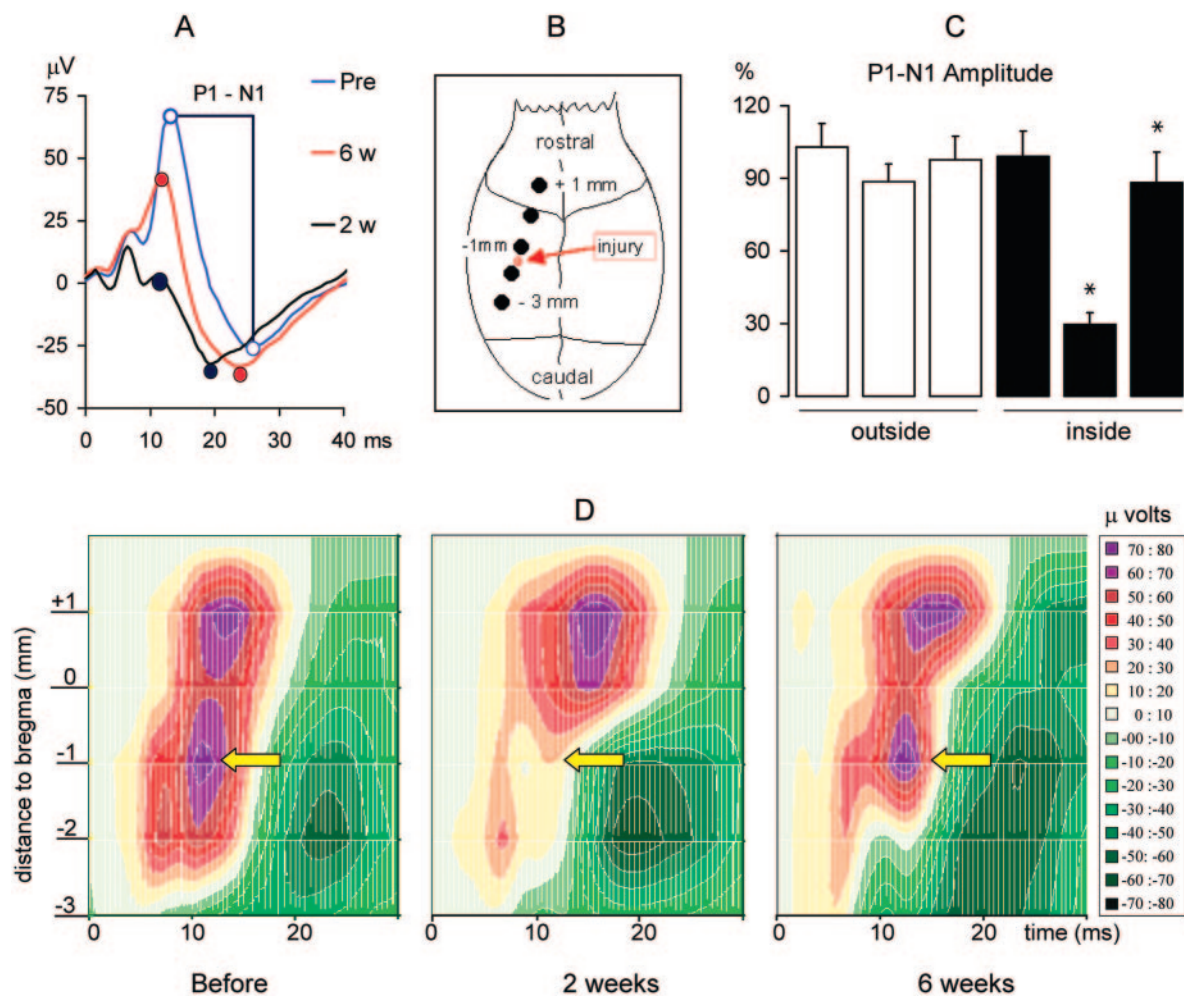 A
μV
75
50
25
0
-25
-50
0 10 20 30 40 ms
P1 - N1
Pre
6 w
2 w
B
rostral
+ 1 mm
-1mm
injury
- 3 mm
caudal
C
%
P1-N1 Amplitude
120
90
60
30
0
*
*
outside
inside
D
distance to bregma (mm)
+1
0
-1
-2
-3
0 10 20
0 10 20
0 10 20 time (ms)
Before
2 weeks
6 weeks
μ volts
70 : 80
60 : 70
50 : 60
40 : 50
30 : 40
20 : 30
10 : 20
0 : 10
-00 :-10
-10 :-20
-20 :-30
-30 :-40
-40 :-50
-50: -60
-60 :-70
-70 :-80